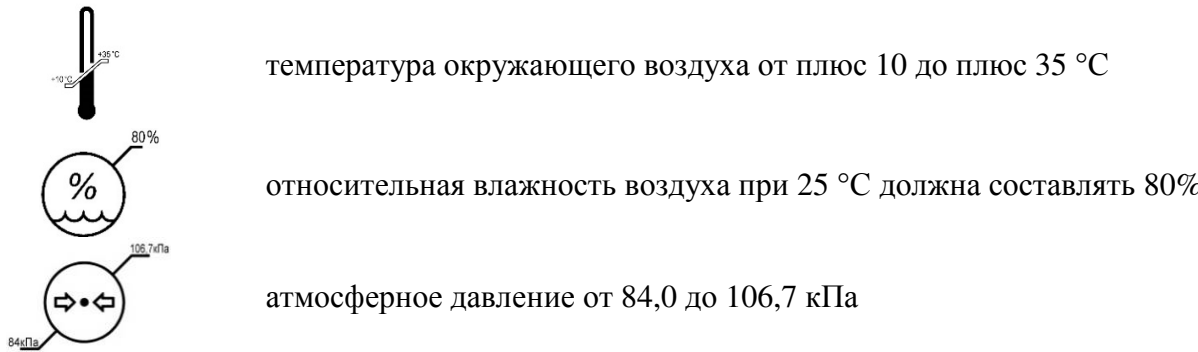 +35°C
+10°C
температура окружающего воздуха от плюс 10 до плюс 35 °С
80%
%
относительная влажность воздуха при 25 °С должна составлять 80%
106,7кПа
атмосферное давление от 84,0 до 106,7 кПа
84кПа